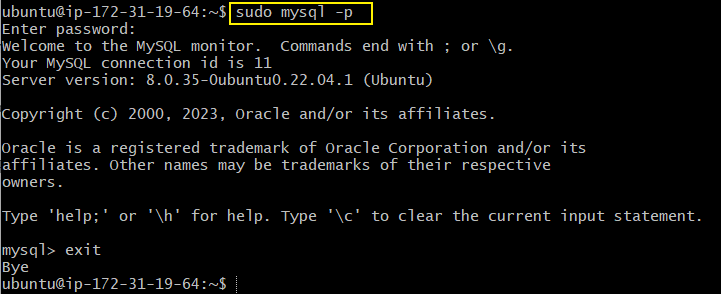 ubuntu@ip-172-31-19-64:~$ sudo mysql -p
Enter password:
Welcome to the MySQL monitor.  Commands end with ; or \g.
Your MySQL connection id is 11
Server version: 8.0.35-0ubuntu0.22.04.1 (Ubuntu)
Copyright (c) 2000, 2023, Oracle and/or its affiliates.
Oracle is a registered trademark of Oracle Corporation and/or its
affiliates. Other names may be trademarks of their respective
owners.
Type 'help;' or '\h' for help. Type '\c' to clear the current input statement.
mysql> exit
Bye
ubuntu@ip-172-31-19-64:~$